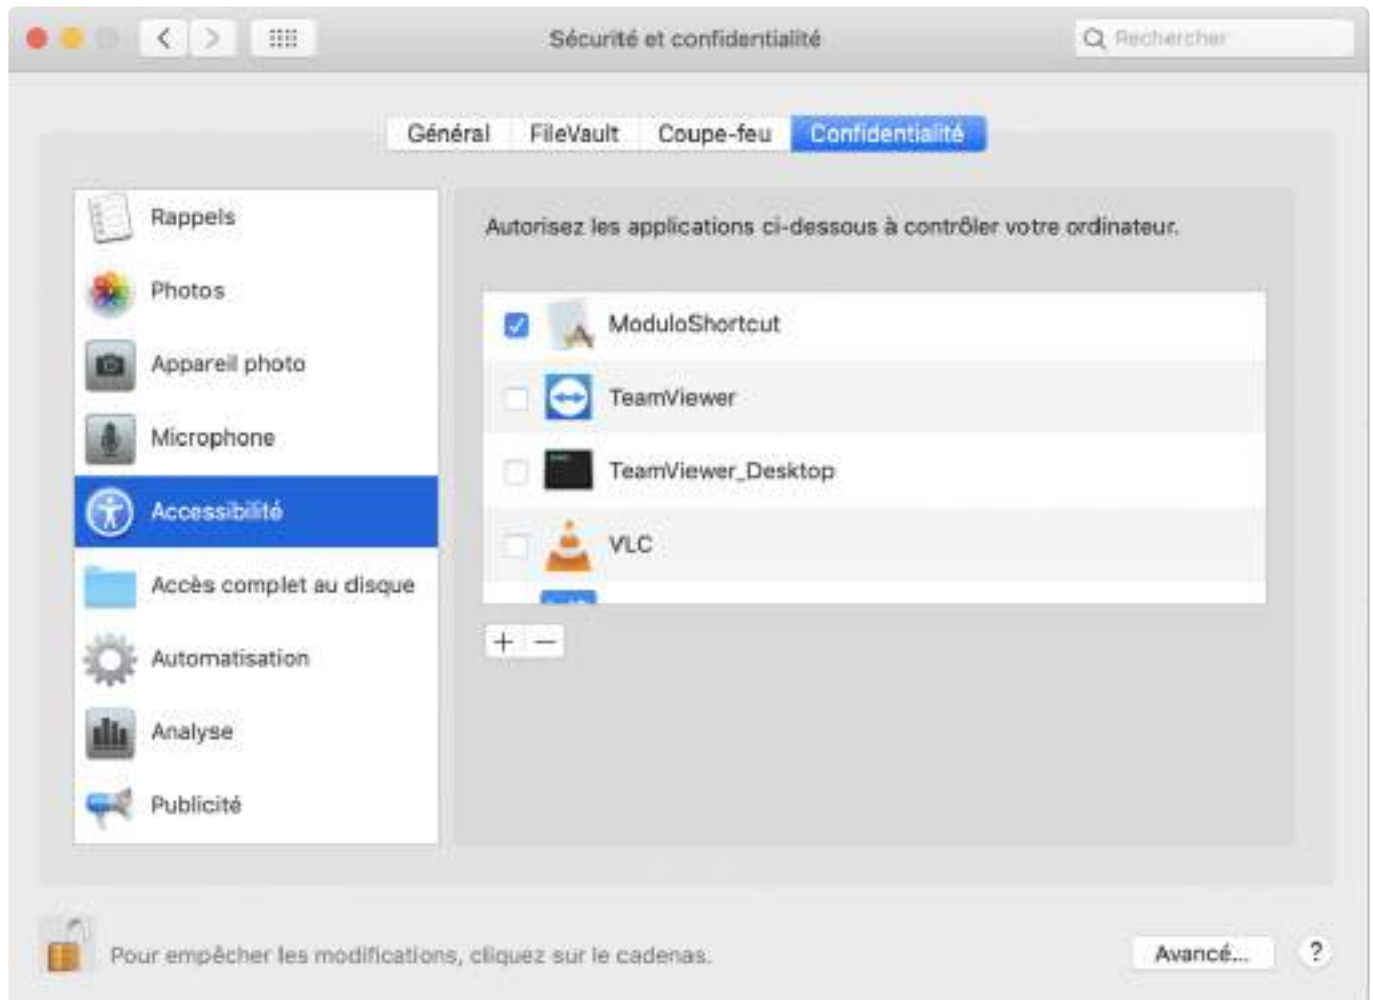 Sécurité et confidentialité
Rechercher
Général FileVault Coupe-feu Confidentialité
Rappels
Photos
Appareil photo
Microphone
Accessibilité
Accès complet au disque
Automatisation
Analyse
Publicité
Autorisez les applications ci-dessous à contrôler votre ordinateur.
ModuloShortcut
TeamViewer
TeamViewer_Desktop
VLC
+ −
Pour empêcher les modifications, cliquez sur le cadenas.
Avancé... ?